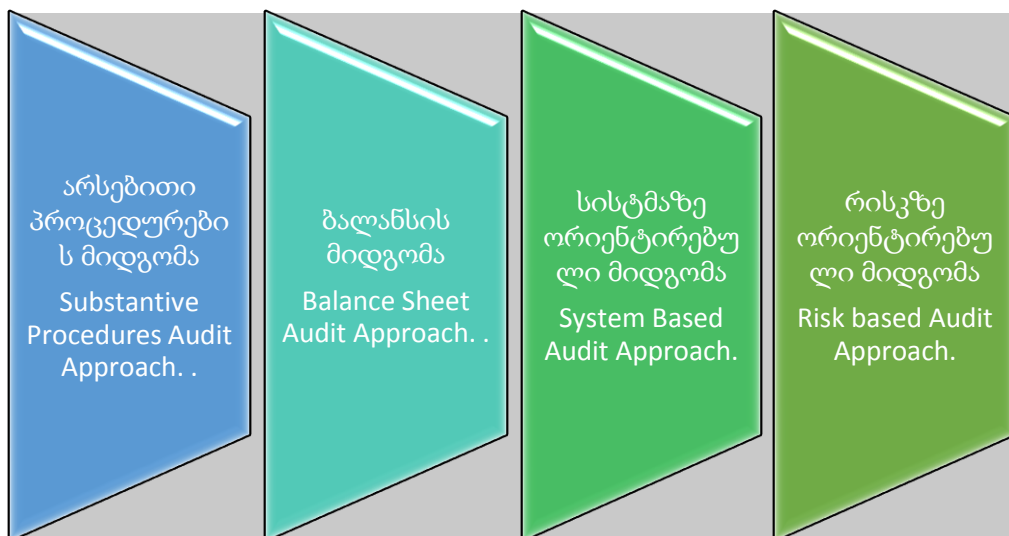 არსებითი
პროცედურები
ს მიდგომა
Substantive
Procedures Audit
Approach. .
ბალანსის
მიდგომა
Balance Sheet
Audit Approach. .
სისტმაზე
ორიენტირებუ
ლი მიდგომა
System Based
Audit Approach.
რისკზე
ორიენტირებუ
ლი მიდგომა
Risk based Audit
Approach.